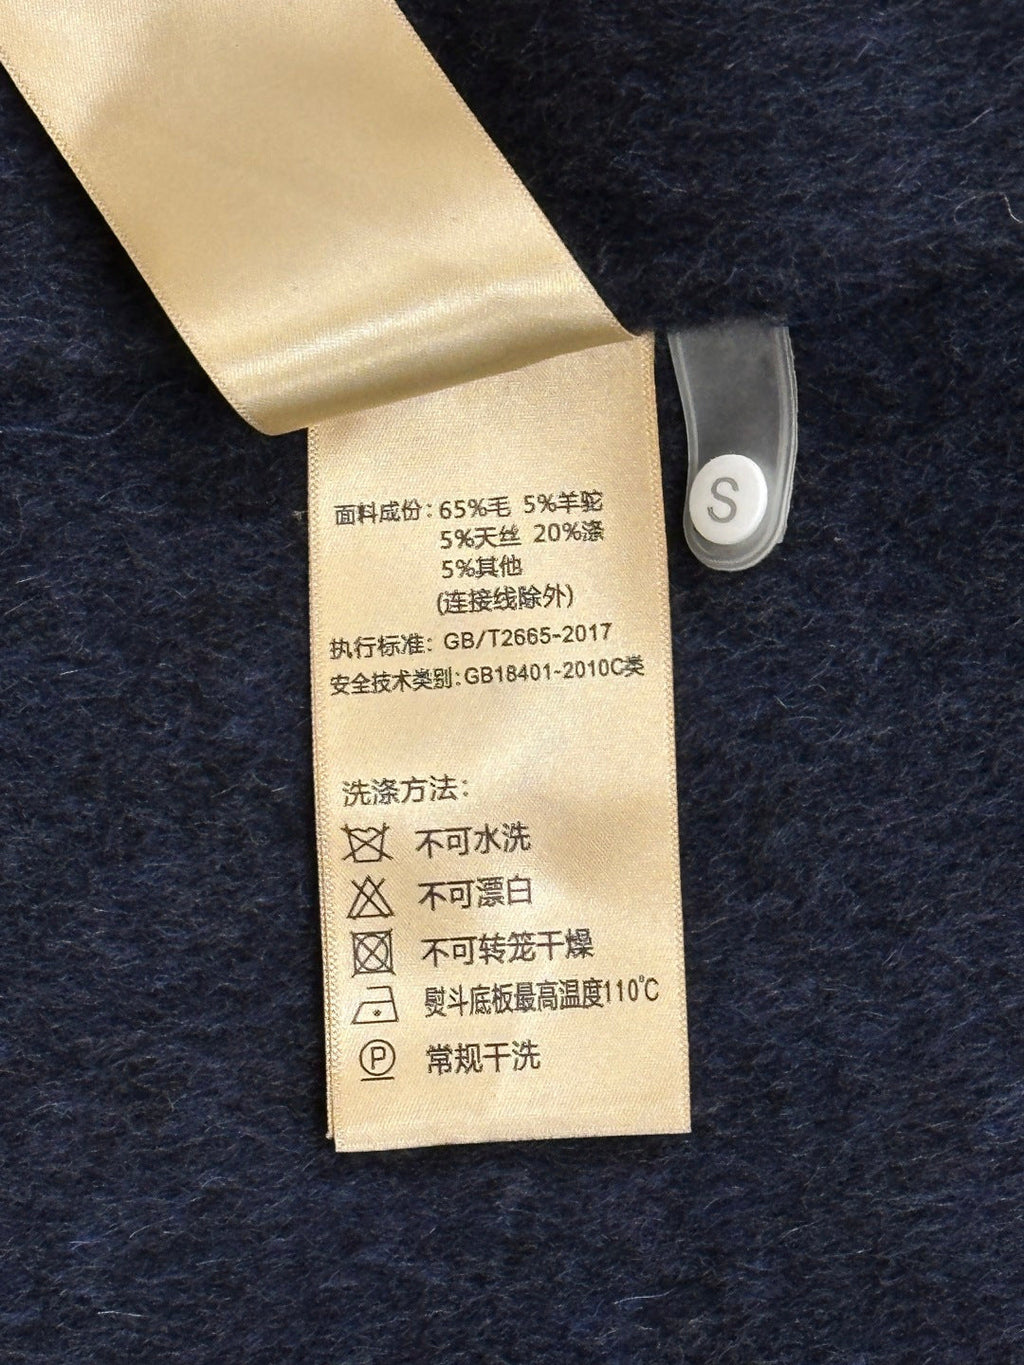 面料成份:65%毛 5%羊驼
5%天丝 20%涤
5%其他
(连接线除外)
执行标准: GB/T2665-2017
安全技术类别:GB18401-2010C类
S
洗涤方法:
不可水洗
不可漂白
不可转笼干燥
熨斗底板最高温度110℃
P 常规干洗